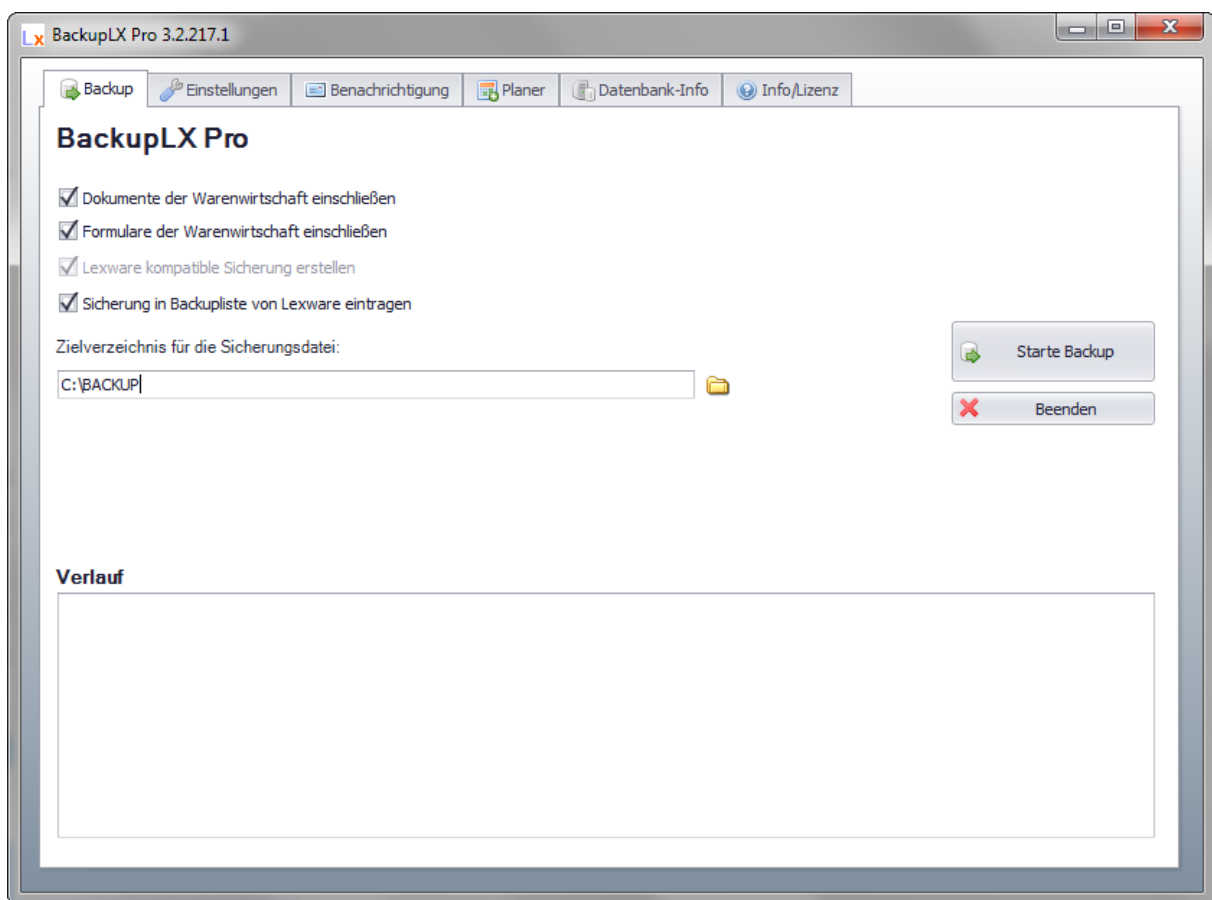 Lx BackupLX Pro 3.2.217.1
Backup Einstellungen Benachrichtigung Planer Datenbank-Info Info/Lizenz
BackupLX Pro
Dokumente der Warenwirtschaft einschließen
Formulare der Warenwirtschaft einschließen
Lexware kompatible Sicherung erstellen
Sicherung in Backupliste von Lexware eintragen
Zielverzeichnis für die Sicherungsdatei:
C:\BACKUP
Starte Backup
Beenden
Verlauf